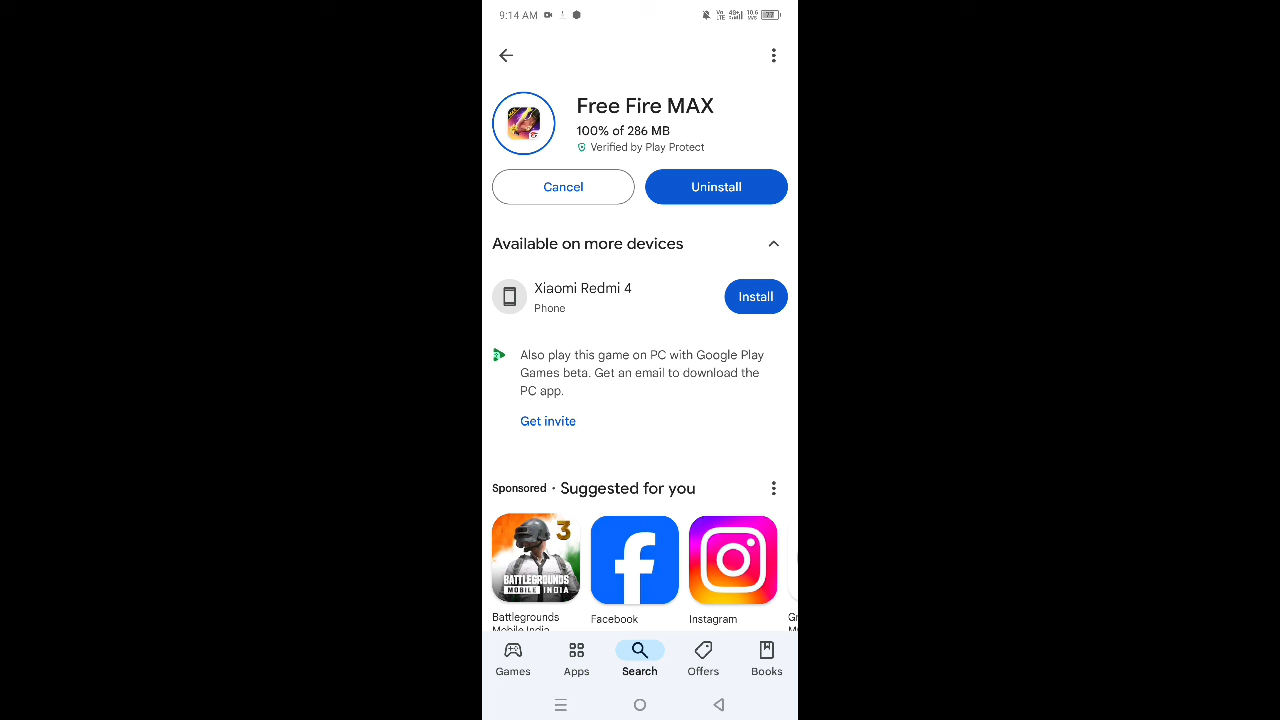 9:14 AM
Free Fire MAX
100% of 286 MB
Verified by Play Protect
Cancel
Uninstall
Available on more devices
Xiaomi Redmi 4
Phone
Install
Also play this game on PC with Google Play
Games beta. Get an email to download the
PC app.
Get invite
Sponsored · Suggested for you
3
BATTLEGROUNDS
MOBILE INDIA
Battlegrounds
Mobile India
Facebook
Instagram
Games
Apps
Search
Offers
Books